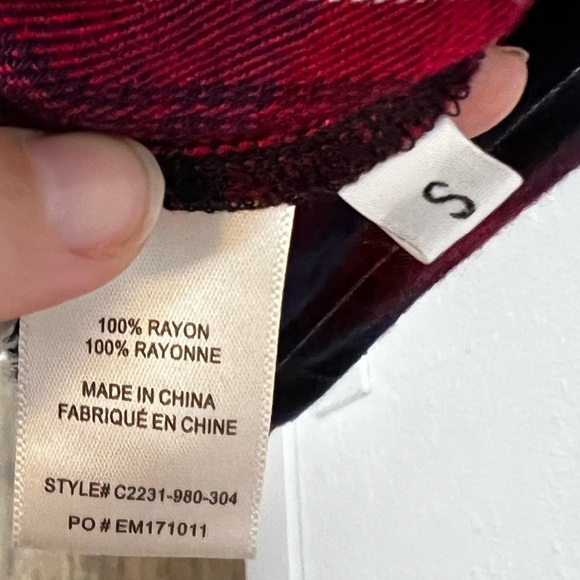 S
100% RAYON
100% RAYONNE
MADE IN CHINA
FABRIQUÉ EN CHINE
STYLE# C2231-980-304
PO # EM171011